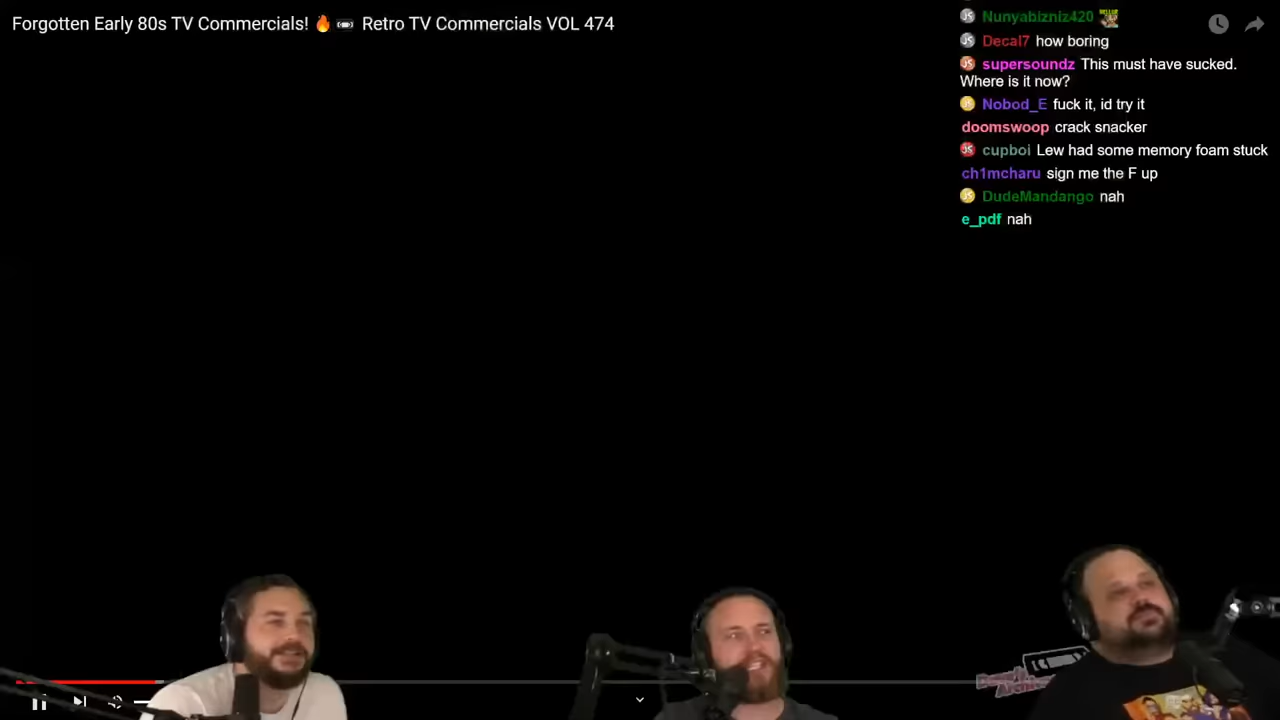 Forgotten Early 80s TV Commercials! 🔥📼 Retro TV Commercials VOL 474
Nunyabizniz420
Decal7 how boring
supersoundz This must have sucked.
Where is it now?
Nobod_E fuck it, id try it
doomswoop crack snacker
cupboi Lew had some memory foam stuck
ch1mcharu sign me the F up
DudeMandango nah
e_pdf nah